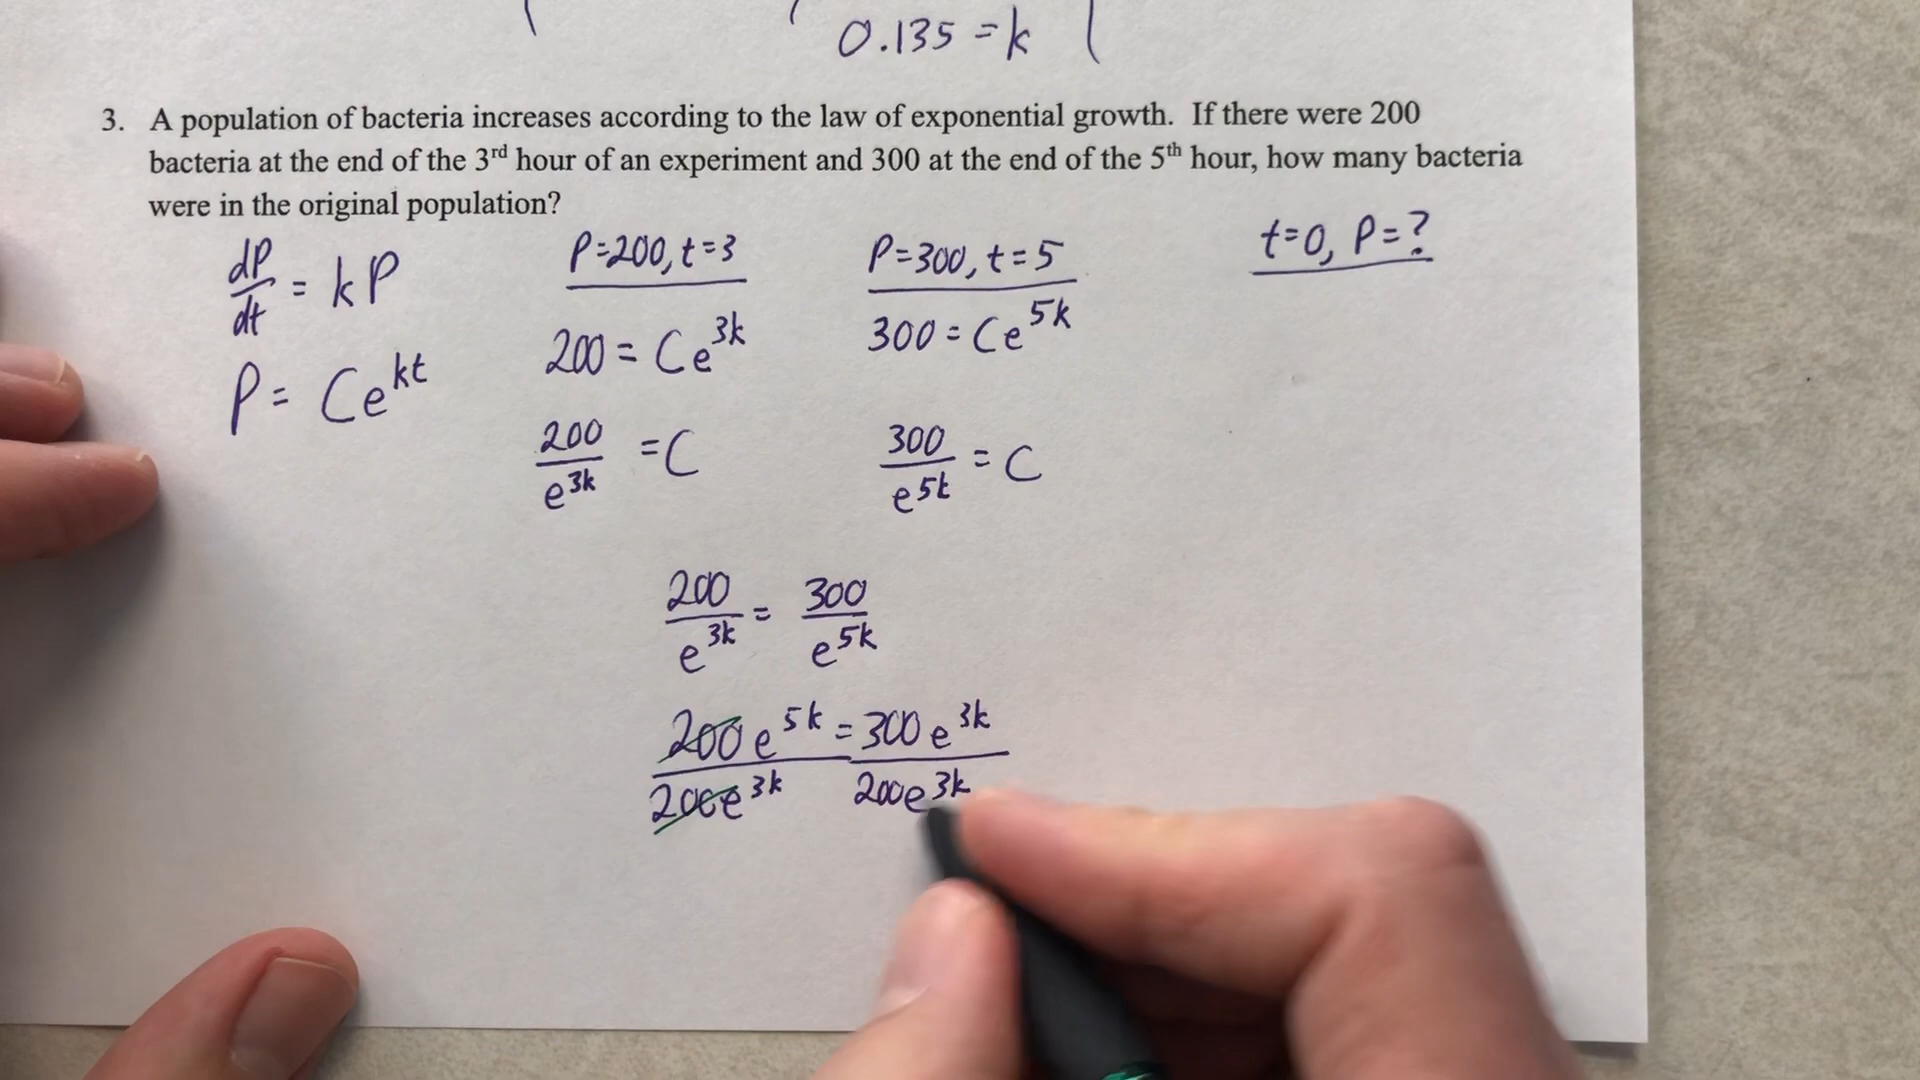 0.135 = k
3. A population of bacteria increases according to the law of exponential growth. If there were 200
bacteria at the end of the 3rd hour of an experiment and 300 at the end of the 5th hour, how many bacteria
were in the original population?
dP/dt = kP
P = Ce^kt
P=200, t=3
200 = Ce^3k
200/e^3k = C
P=300, t=5
300 = Ce^5k
300/e^5k = C
t=0, P=?
200/e^3k = 300/e^5k
200e^5k/200e^3k = 300e^3k/200e^3k